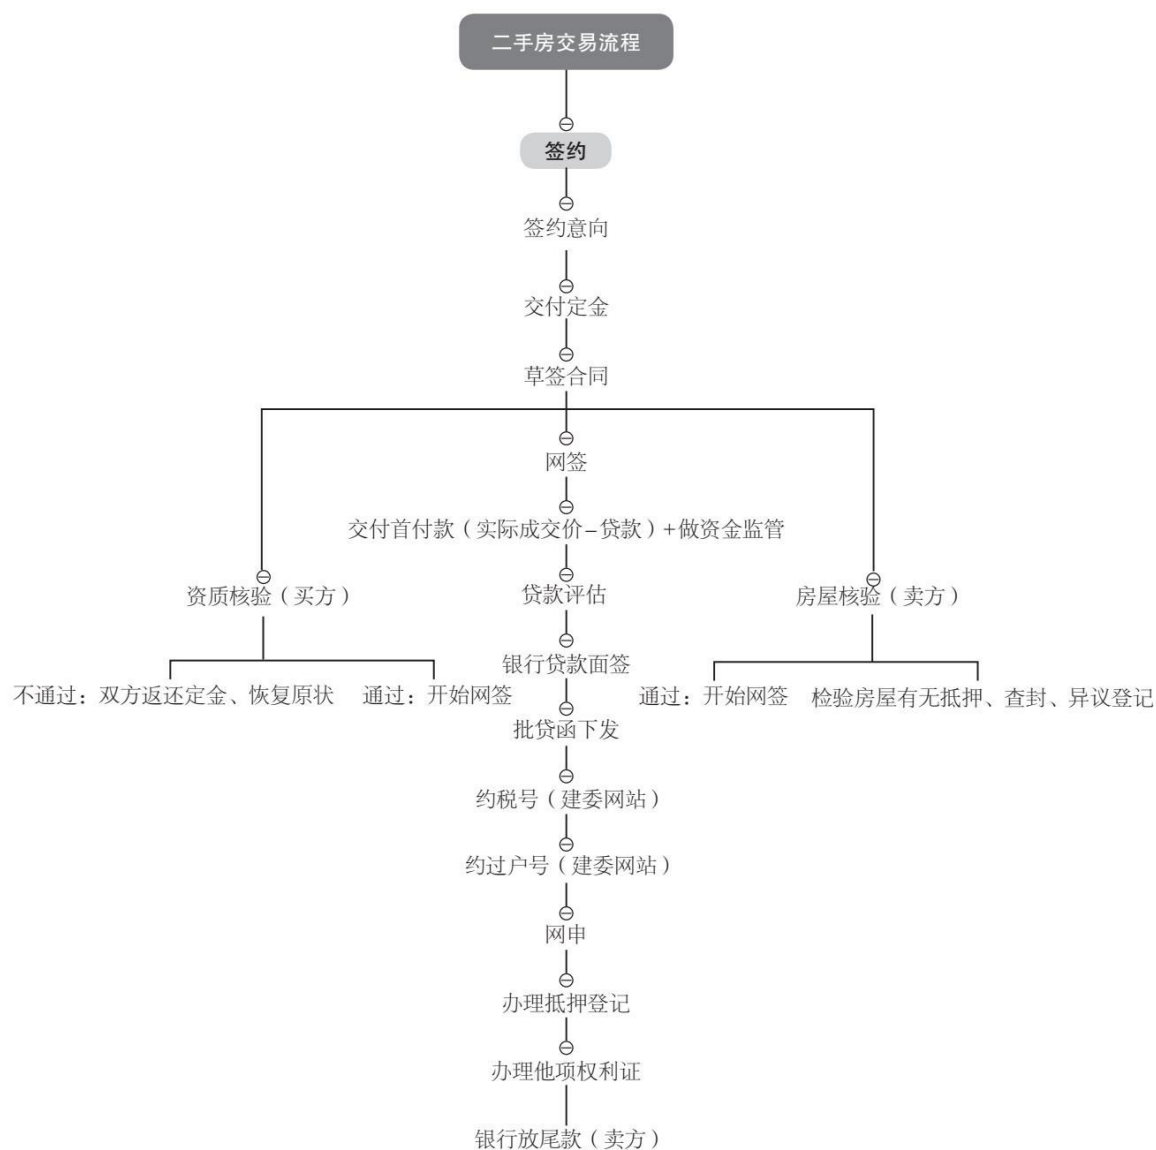 二手房交易流程
签约
签约意向
交付定金
草签合同
网签
交付首付款（实际成交价–贷款）+做资金监管
资质核验（买方）
贷款评估
房屋核验（卖方）
银行贷款面签
不通过：双方返还定金、恢复原状
通过：开始网签
通过：开始网签
检验房屋有无抵押、查封、异议登记
批贷函下发
约税号（建委网站）
约过户号（建委网站）
网申
办理抵押登记
办理他项权利证
银行放尾款（卖方）